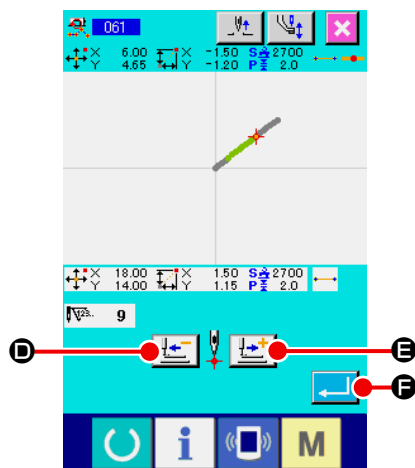 061
X 6.00 X -1.50 S 2700
Y 4.65 Y -1.20 P 2.0
X 18.00 X 1.50 S 2700
Y 14.00 Y 1.15 P 2.0
123.. 9
D E
F
i M